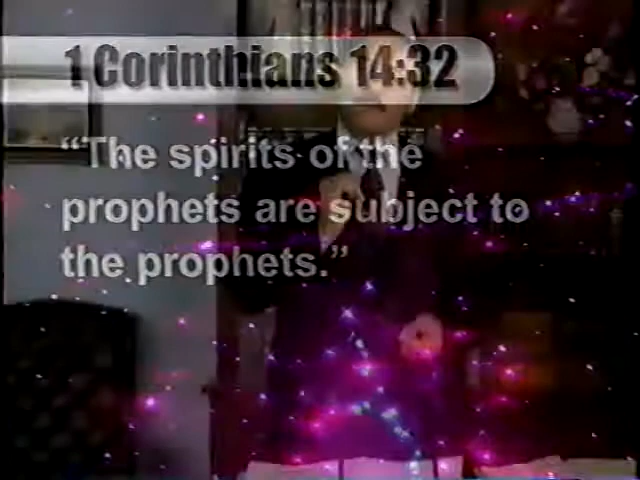 1 Corinthians 14:32
“The spirits of the
prophets are subject to
the prophets.”